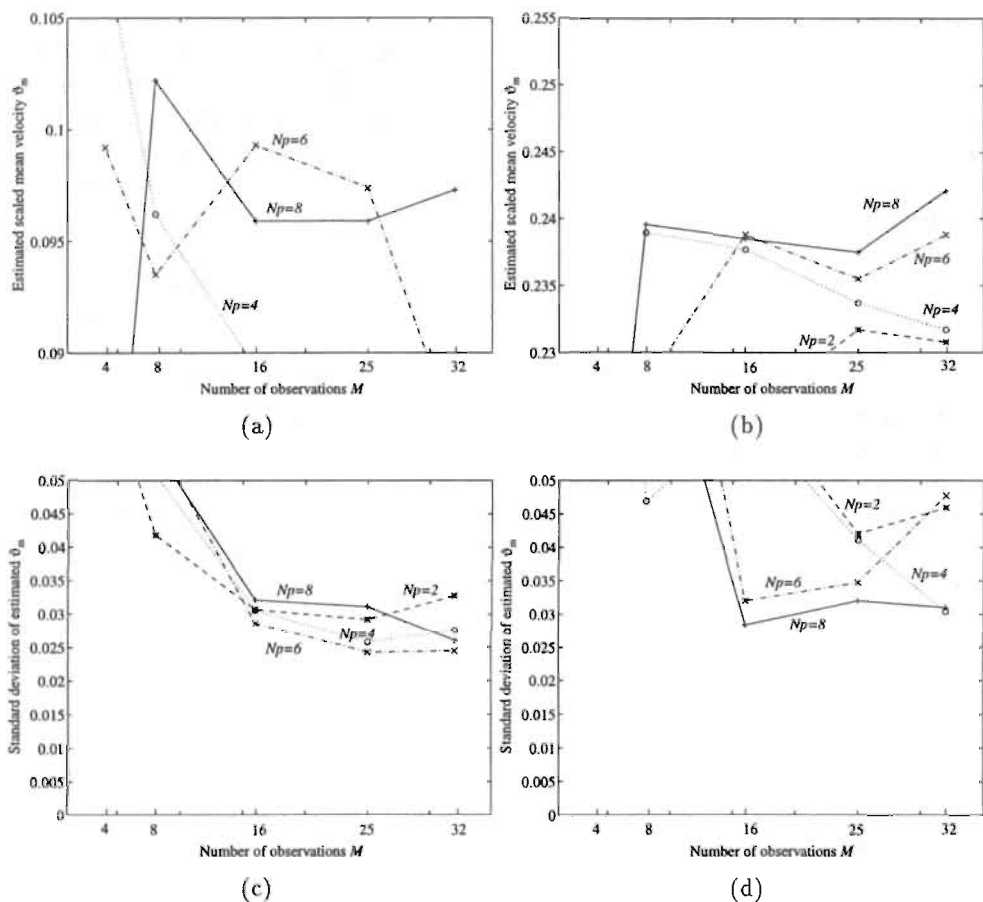 0.105
0.1
0.095
0.09
Estimated scaled mean velocity ϑ̂m
Np=6
Np=8
Np=4
4 8 16 25 32
Number of observations M
(a)
0.255
0.25
0.245
0.24
0.235
0.23
Estimated scaled mean velocity ϑ̂m
Np=8
Np=6
Np=4
Np=2
4 8 16 25 32
Number of observations M
(b)
0.05
0.045
0.04
0.035
0.03
0.025
0.02
0.015
0.01
0.005
0
Standard deviation of estimated ϑ̂m
Np=8
Np=2
Np=4
Np=6
4 8 16 25 32
Number of observations M
(c)
0.05
0.045
0.04
0.035
0.03
0.025
0.02
0.015
0.01
0.005
0
Standard deviation of estimated ϑ̂m
Np=2
Np=6
Np=4
Np=8
4 8 16 25 32
Number of observations M
(d)